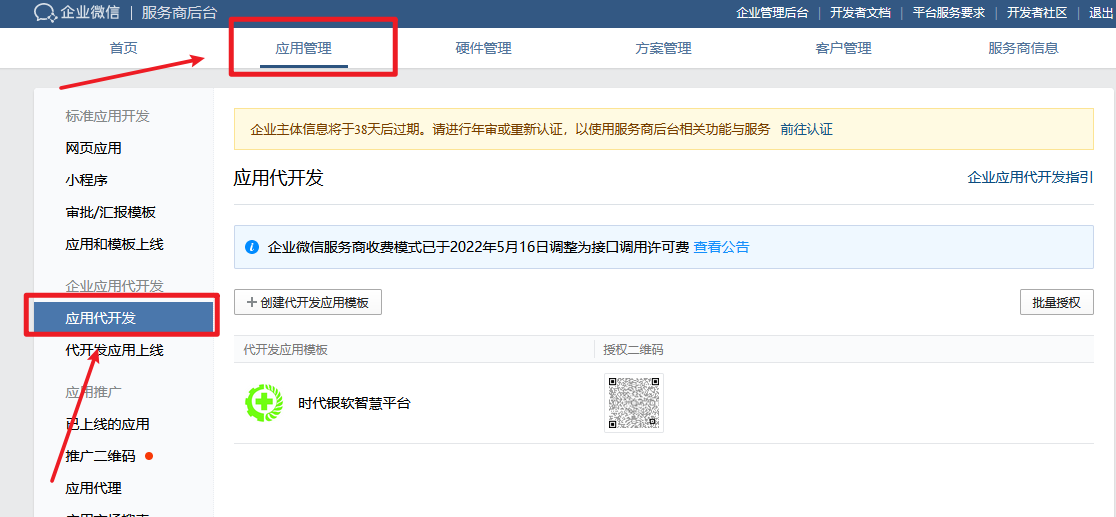 企业微信 | 服务商后台 企业管理后台 | 开发者文档 | 平台服务要求 | 开发者社区 | 退出
首页 应用管理 硬件管理 方案管理 客户管理 服务商信息
标准应用开发
网页应用
小程序
审批/汇报模板
应用和模板上线
企业应用代开发
应用代开发
代开发应用上线
应用推广
已上线的应用
推广二维码
应用代理
企业主体信息将于38天后过期。请进行年审或重新认证，以使用服务商后台相关功能与服务 前往认证
应用代开发 企业应用代开发指引
企业微信服务商收费模式已于2022年5月16日调整为接口调用许可费 查看公告
+ 创建代开发应用模板 批量授权
代开发应用模板 授权二维码
时代银软智慧平台